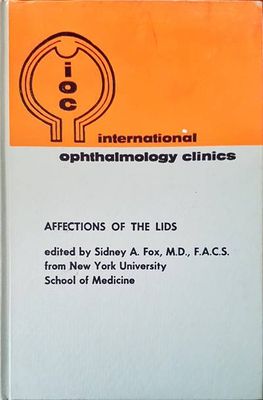 ioc
international
ophthalmology clinics
AFFECTIONS OF THE LIDS
edited by Sidney A. Fox, M.D., F.A.C.S.
from New York University
School of Medicine